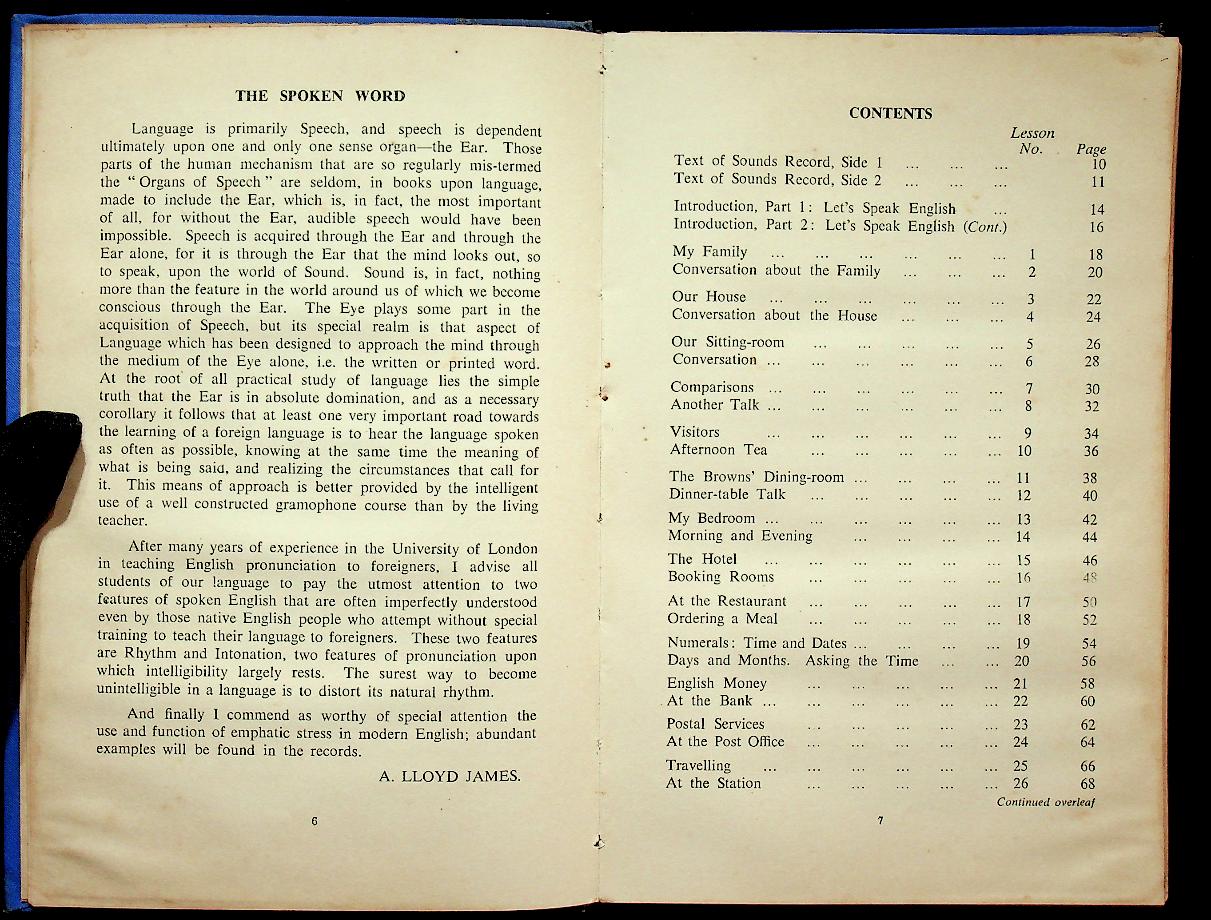 THE SPOKEN WORD
Language is primarily Speech, and speech is dependent
ultimately upon one and only one sense organ—the Ear. Those
parts of the human mechanism that are so regularly mis-termed
the “Organs of Speech” are seldom, in books upon language,
made to include the Ear, which is, in fact, the most important
of all, for without the Ear, audible speech would have been
impossible. Speech is acquired through the Ear and through the
Ear alone, for it is through the Ear that the mind looks out, so
to speak, upon the world of Sound. Sound is, in fact, nothing
more than the feature in the world around us of which we become
conscious through the Ear. The Eye plays some part in the
acquisition of Speech, but its special realm is that aspect of
Language which has been designed to approach the mind through
the medium of the Eye alone, i.e. the written or printed word.
At the root of all practical study of language lies the simple
truth that the Ear is in absolute domination, and as a necessary
corollary it follows that at least one very important road towards
the learning of a foreign language is to hear the language spoken
as often as possible, knowing at the same time the meaning of
what is being said, and realizing the circumstances that call for
it. This means of approach is better provided by the intelligent
use of a well constructed gramophone course than by the living
teacher.
After many years of experience in the University of London
in teaching English pronunciation to foreigners, I advise all
students of our language to pay the utmost attention to two
features of spoken English that are often imperfectly understood
even by those native English people who attempt without special
training to teach their language to foreigners. These two features
are Rhythm and Intonation, two features of pronunciation upon
which intelligibility largely rests. The surest way to become
unintelligible in a language is to distort its natural rhythm.
And finally I commend as worthy of special attention the
use and function of emphatic stress in modern English; abundant
examples will be found in the records.
A. LLOYD JAMES.
6
CONTENTS
Lesson
No. Page
Text of Sounds Record, Side 1 ... ... ... 10
Text of Sounds Record, Side 2 ... ... ... 11
Introduction, Part 1: Let's Speak English ... 14
Introduction, Part 2: Let's Speak English (Cont.) 16
My Family ... ... ... ... ... ... 1 18
Conversation about the Family ... ... ... 2 20
Our House ... ... ... ... ... ... 3 22
Conversation about the House ... ... ... 4 24
Our Sitting-room ... ... ... ... ... 5 26
Conversation ... ... ... ... ... ... 6 28
Comparisons ... ... ... ... ... ... 7 30
Another Talk ... ... ... ... ... ... 8 32
Visitors ... ... ... ... ... ... 9 34
Afternoon Tea ... ... ... ... ... 10 36
The Browns' Dining-room ... ... ... ... 11 38
Dinner-table Talk ... ... ... ... ... 12 40
My Bedroom ... ... ... ... ... ... 13 42
Morning and Evening ... ... ... ... 14 44
The Hotel ... ... ... ... ... ... 15 46
Booking Rooms ... ... ... ... ... 16 48
At the Restaurant ... ... ... ... ... 17 50
Ordering a Meal ... ... ... ... ... 18 52
Numerals: Time and Dates ... ... ... ... 19 54
Days and Months. Asking the Time ... ... 20 56
English Money ... ... ... ... ... 21 58
At the Bank ... ... ... ... ... ... 22 60
Postal Services ... ... ... ... ... 23 62
At the Post Office ... ... ... ... ... 24 64
Travelling ... ... ... ... ... ... 25 66
At the Station ... ... ... ... ... 26 68
Continued overleaf
7